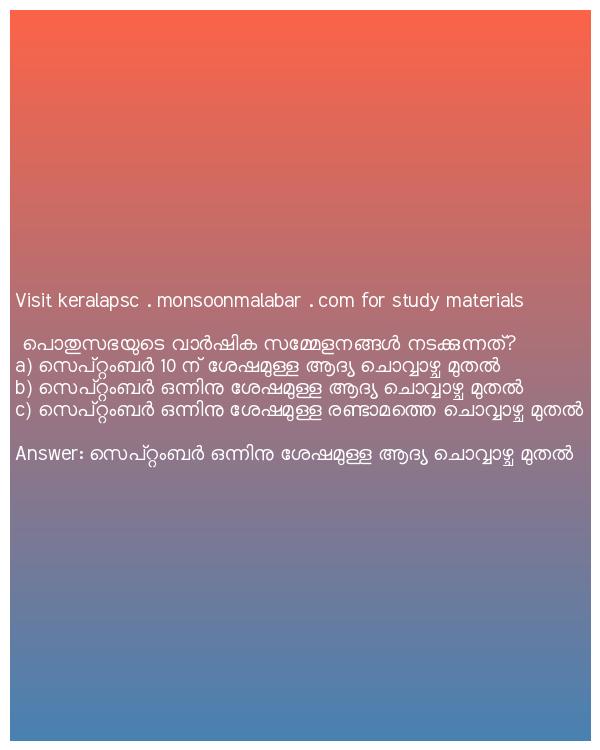 Visit keralapsc . monsoonmalabar . com for study materials
പൊതുസഭയുടെ വാർഷിക സമ്മേളനങ്ങൾ നടക്കുന്നത്?
a) സെപ്റ്റംബർ 10 ന് ശേഷമുള്ള ആദ്യ ചൊവ്വാഴ്ച മുതൽ
b) സെപ്റ്റംബർ ഒന്നിനു ശേഷമുള്ള ആദ്യ ചൊവ്വാഴ്ച മുതൽ
c) സെപ്റ്റംബർ ഒന്നിനു ശേഷമുള്ള രണ്ടാമത്തെ ചൊവ്വാഴ്ച മുതൽ
Answer: സെപ്റ്റംബർ ഒന്നിനു ശേഷമുള്ള ആദ്യ ചൊവ്വാഴ്ച മുതൽ